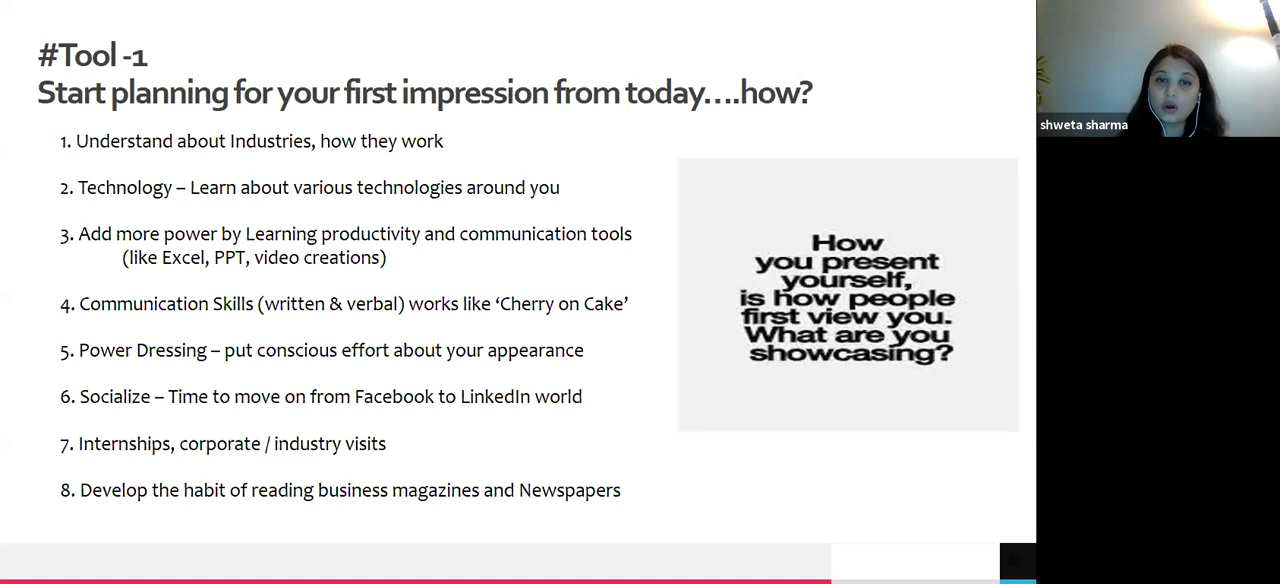 #Tool -1
Start planning for your first impression from today....how?
1. Understand about Industries, how they work
2. Technology – Learn about various technologies around you
3. Add more power by Learning productivity and communication tools
(like Excel, PPT, video creations)
4. Communication Skills (written & verbal) works like ‘Cherry on Cake’
5. Power Dressing – put conscious effort about your appearance
6. Socialize – Time to move on from Facebook to LinkedIn world
7. Internships, corporate / industry visits
8. Develop the habit of reading business magazines and Newspapers
How
you present
yourself,
is how people
first view you.
What are you
showcasing?
shweta sharma